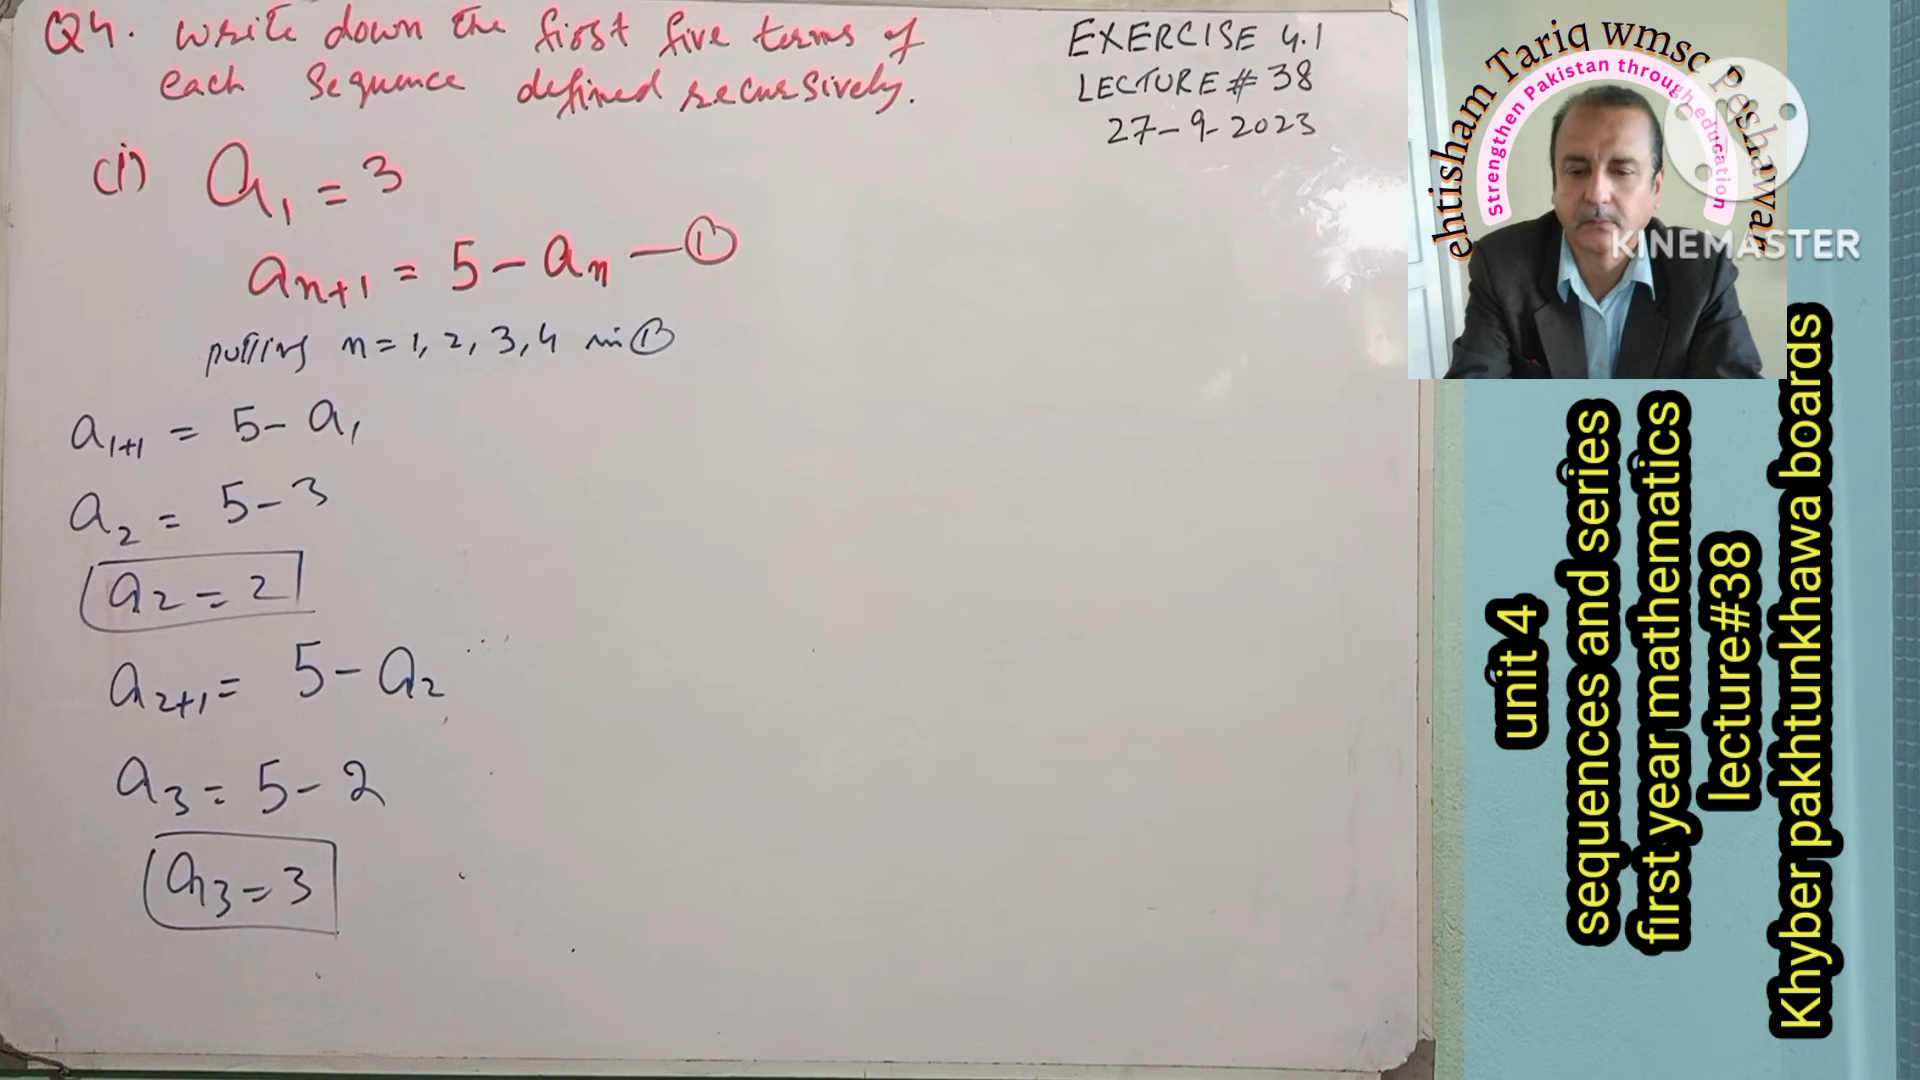 Q4. Write down the first five terms of
each sequence defined recursively.
EXERCISE 4.1
LECTURE # 38
27-9-2023
(i) a₁ = 3
aₙ₊₁ = 5 - aₙ — ①
putting n = 1, 2, 3, 4 in ①
a₁₊₁ = 5 - a₁
a₂ = 5 - 3
a₂ = 2
a₂₊₁ = 5 - a₂
a₃ = 5 - 2
a₃ = 3
ehtisham Tariq wmsc Peshawar
Strengthen Pakistan through education
KINEMASTER
unit 4
sequences and series
first year mathematics
lecture#38
Khyber pakhtunkhawa boards